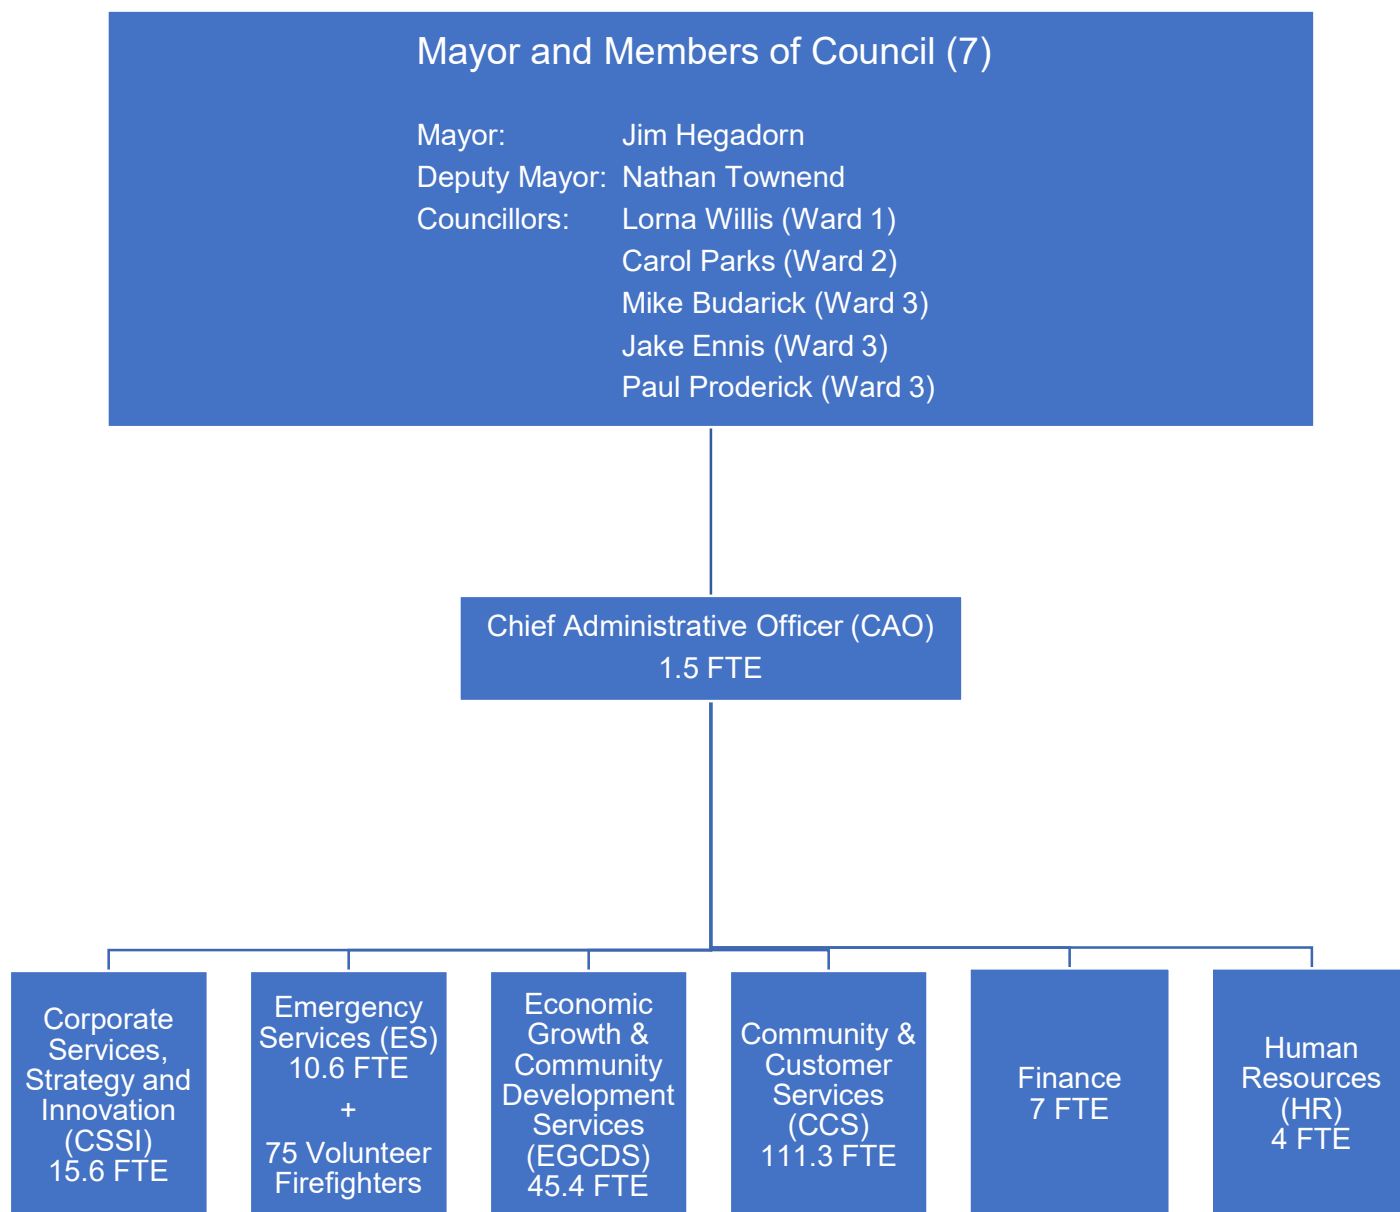 Mayor and Members of Council (7)
Mayor: Jim Hegadorn
Deputy Mayor: Nathan Townend
Councillors: Lorna Willis (Ward 1)
Carol Parks (Ward 2)
Mike Budarick (Ward 3)
Jake Ennis (Ward 3)
Paul Proderick (Ward 3)
Chief Administrative Officer (CAO)
1.5 FTE
Corporate
Services,
Strategy and
Innovation
(CSSI)
15.6 FTE
Emergency
Services (ES)
10.6 FTE
+
75 Volunteer
Firefighters
Economic
Growth &
Community
Development
Services
(EGCDS)
45.4 FTE
Community &
Customer
Services
(CCS)
111.3 FTE
Finance
7 FTE
Human
Resources
(HR)
4 FTE